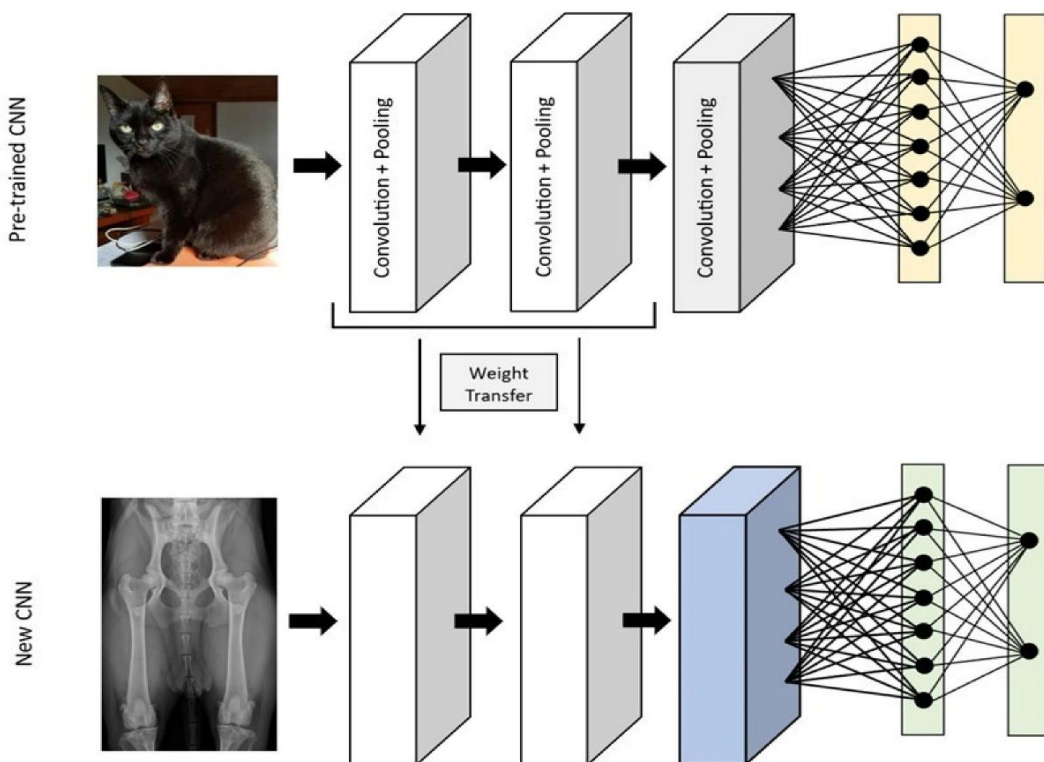 Pre-trained CNN
Convolution + Pooling
Convolution + Pooling
Convolution + Pooling
Weight
Transfer
New CNN